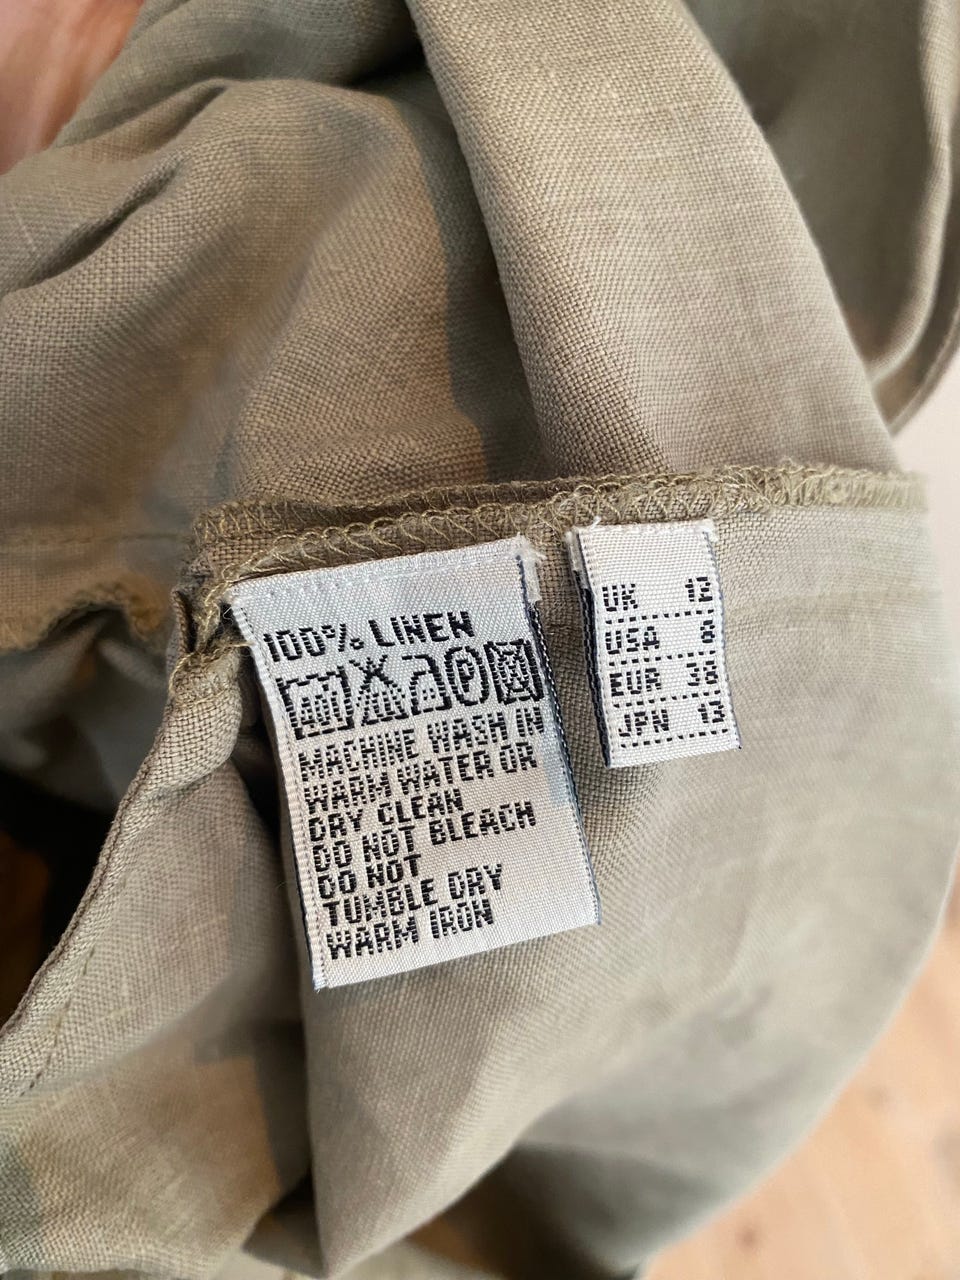 100% LINEN
40 P
MACHINE WASH IN
WARM WATER OR
DRY CLEAN
DO NOT BLEACH
DO NOT
TUMBLE DRY
WARM IRON
UK 12
USA 8
EUR 38
JPN 13